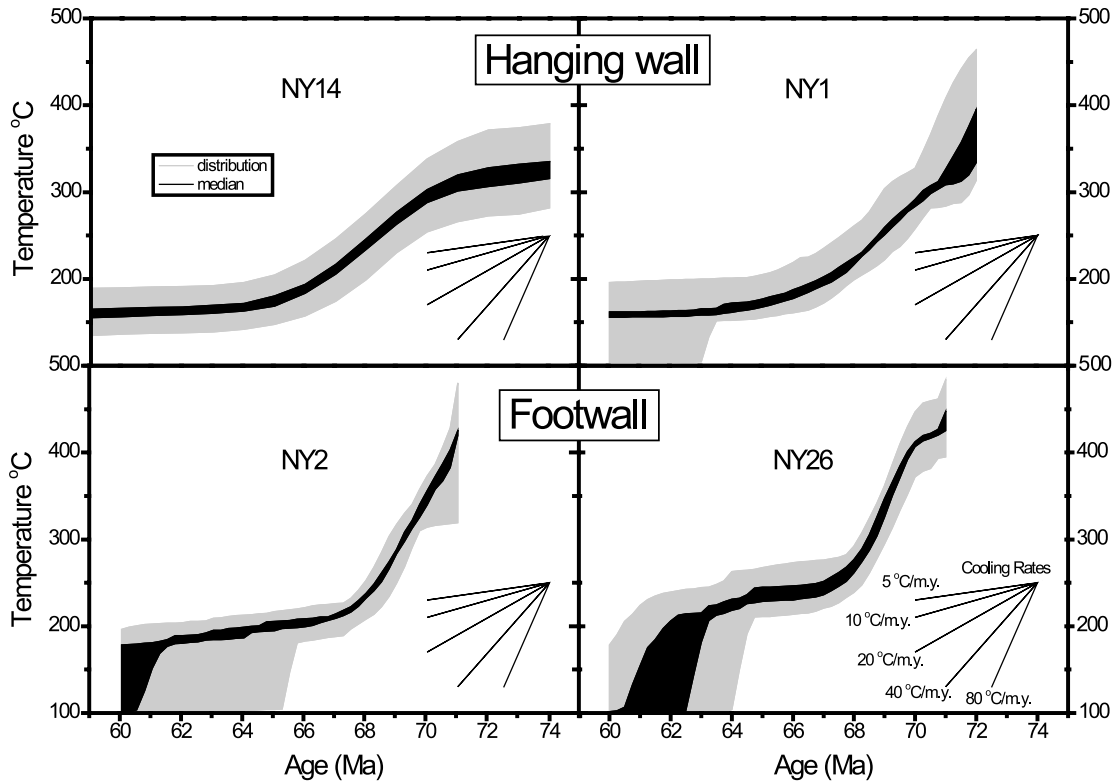 500
500
Hanging wall
NY14
NY1
Temperature °C
400
400
distribution
median
300
300
200
200
500
500
Footwall
NY2
NY26
Temperature °C
400
400
300
300
Cooling Rates
5 °C/m.y.
10 °C/m.y.
20 °C/m.y.
40 °C/m.y.
80 °C/m.y.
200
200
100
100
60 62 64 66 68 70 72 74
60 62 64 66 68 70 72 74
Age (Ma)
Age (Ma)